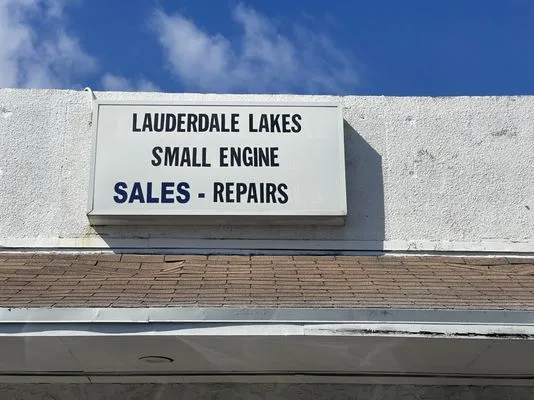 LAUDERDALE LAKES
SMALL ENGINE
SALES - REPAIRS